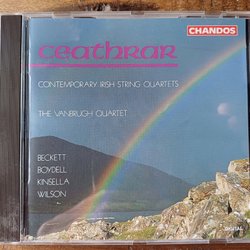 CHANDOS
Ceathrar
CONTEMPORARY IRISH STRING QUARTETS
THE VANBRUGH QUARTET
BECKETT
BOYDELL
KINSELLA
WILSON
DIGITAL